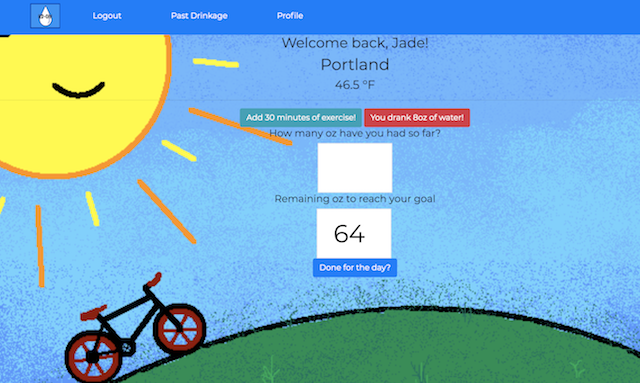 Logout Past Drinkage Profile
Welcome back, Jade!
Portland
46.5 °F
Add 30 minutes of exercise! You drank 8oz of water!
How many oz have you had so far?
Remaining oz to reach your goal
64
Done for the day?